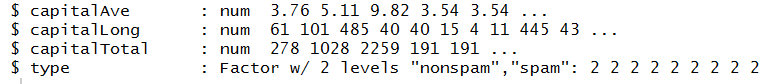 $ capitalAve : num 3.76 5.11 9.82 3.54 3.54 ...
$ capitalLong : num 61 101 485 40 40 15 4 11 445 43 ...
$ capitalTotal : num 278 1028 2259 191 191 ...
$ type : Factor w/ 2 levels "nonspam","spam": 2 2 2 2 2 2 2 2 2